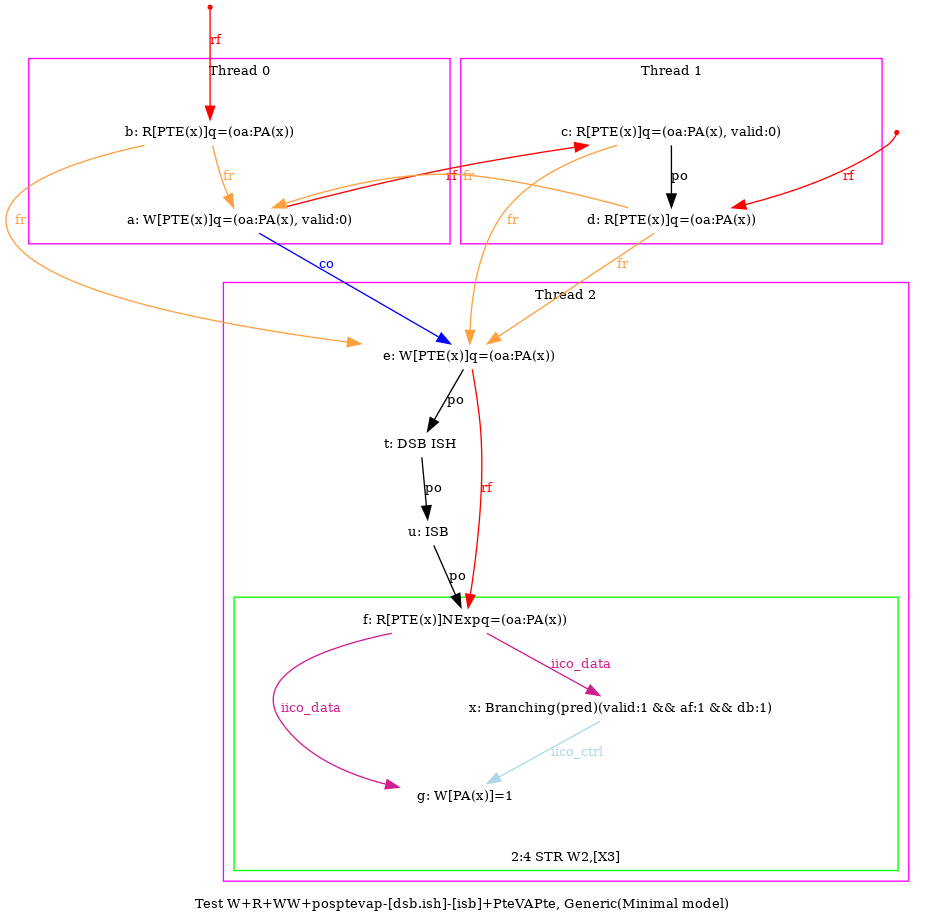 rf
Thread 0
Thread 1
b: R[PTE(x)]q=(oa:PA(x))
c: R[PTE(x)]q=(oa:PA(x), valid:0)
fr
rf
fr
po
rf
fr
a: W[PTE(x)]q=(oa:PA(x), valid:0)
fr
d: R[PTE(x)]q=(oa:PA(x))
co
fr
Thread 2
e: W[PTE(x)]q=(oa:PA(x))
po
t: DSB ISH
po
rf
u: ISB
po
f: R[PTE(x)]NExpq=(oa:PA(x))
iico_data
iico_data
x: Branching(pred)(valid:1 && af:1 && db:1)
iico_ctrl
g: W[PA(x)]=1
2:4 STR W2,[X3]
Test W+R+WW+posptevap-[dsb.ish]-[isb]+PteVAPte, Generic(Minimal model)